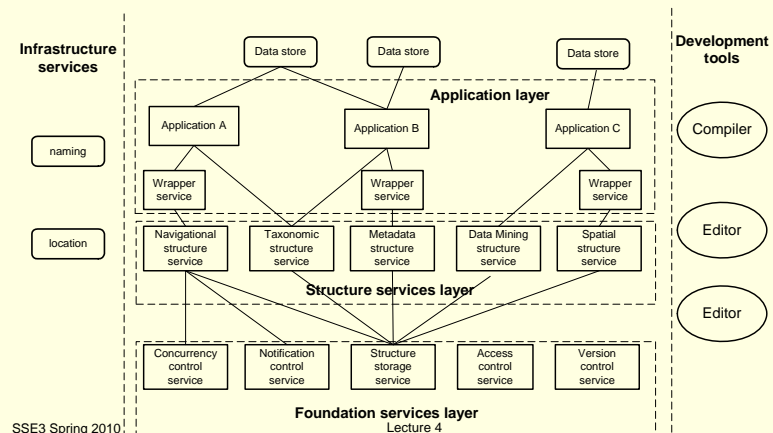 Infrastructure
services
Data store
Data store
Data store
Development
tools
Application layer
Application A
Application B
Application C
Compiler
naming
Wrapper
service
Wrapper
service
Wrapper
service
location
Navigational
structure
service
Taxonomic
structure
service
Metadata
structure
service
Data Mining
structure
service
Spatial
structure
service
Editor
Structure services layer
Editor
Concurrency
control
service
Notification
control
service
Structure
storage
service
Access
control
service
Version
control
service
Foundation services layer
SSE3 Spring 2010
Lecture 4